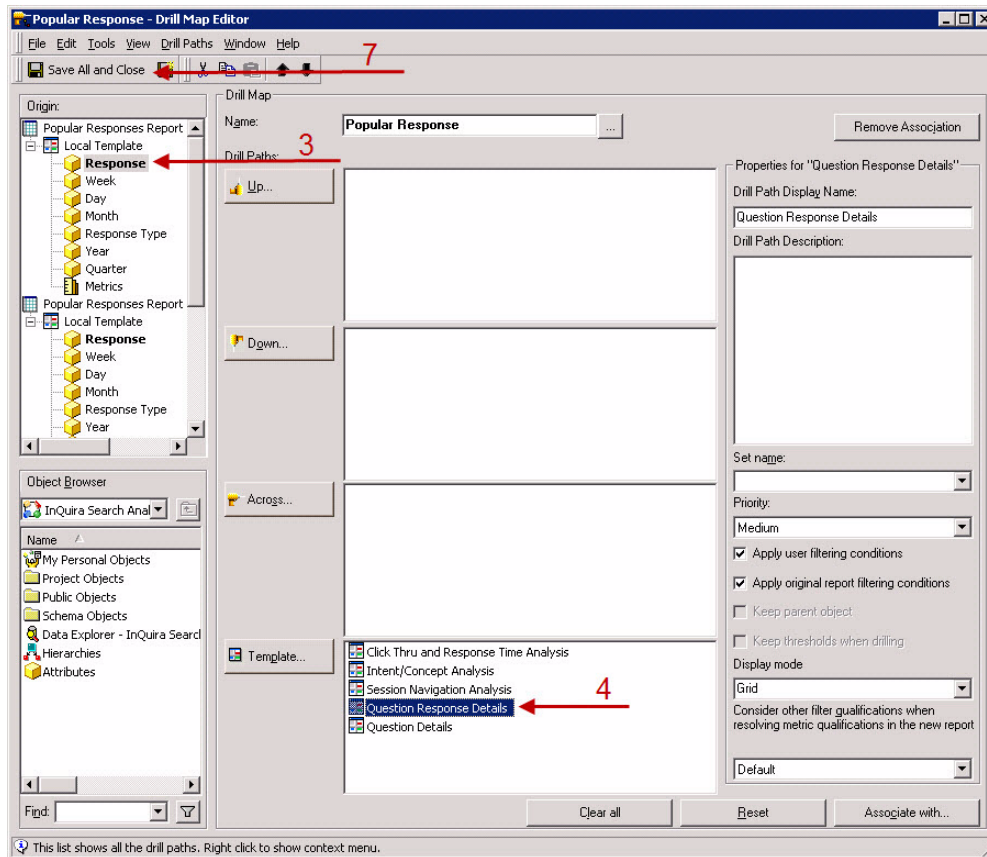 Popular Response - Drill Map Editor
File Edit Tools View Drill Paths Window Help
7
Save All and Close
Origin:
Popular Responses Report
Local Template
Response
3
Week
Day
Month
Response Type
Year
Quarter
Metrics
Popular Responses Report
Local Template
Response
Week
Day
Month
Response Type
Year
Object Browser
InQuira Search Anal
Name
My Personal Objects
Project Objects
Public Objects
Schema Objects
Data Explorer - InQuira Searcl
Hierarchies
Attributes
Find:
Drill Map
Name:
Popular Response
...
Remove Association
Drill Paths:
Up...
Down...
Across...
Template...
Click Thru and Response Time Analysis
Intent/Concept Analysis
Session Navigation Analysis
Question Response Details
4
Question Details
Properties for "Question Response Details"
Drill Path Display Name:
Question Response Details
Drill Path Description:
Set name:
Priority:
Medium
Apply user filtering conditions
Apply original report filtering conditions
Keep parent object
Keep thresholds when drilling
Display mode
Grid
Consider other filter qualifications when
resolving metric qualifications in the new report
Default
Clear all
Reset
Associate with...
This list shows all the drill paths. Right click to show context menu.